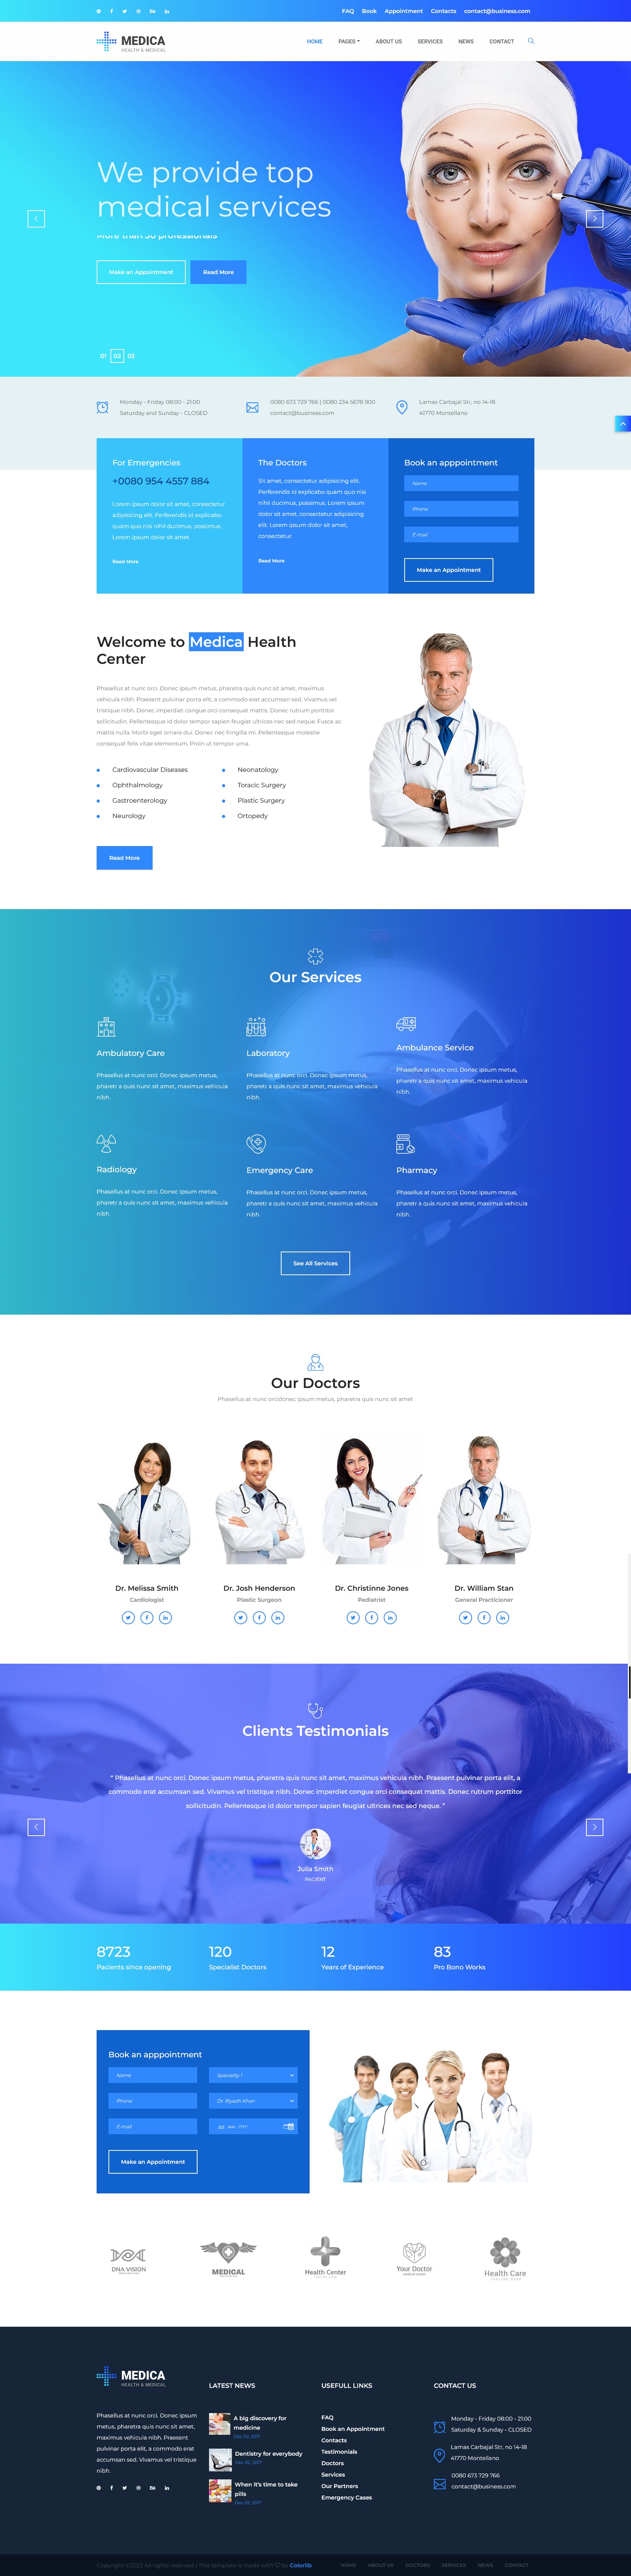 FAQ Book Appointment Contacts contact@business.com
MEDICA
HEALTH & MEDICAL
HOME PAGES ABOUT US SERVICES NEWS CONTACT
We provide top
medical services
More than 30 professionals
Make an Appointment Read More
01 02 03
Monday - Friday 08:00 - 21:00
Saturday and Sunday - CLOSED
0080 673 729 766 | 0080 234 5678 900
contact@business.com
Lamas Carbajal Str, no 14-18
41770 Montellano
For Emergencies
+0080 954 4557 884
Lorem ipsum dolor sit amet, consectetur
adipisicing elit. Perferendis id explicabo
quam quo nisi hdui ducimus, possimus.
Lorem ipsum dolor sit amet.
Read More
The Doctors
Sit amet, consectetur adipisicing elit.
Perferendis id explicabo quam quo nisi
hdui ducimus, possimus. Lorem ipsum
dolor sit amet, consectetur adipisicing
elit. Lorem ipsum dolor sit amet,
consectetur.
Read More
Book an apppointment
Name
Phone
E-mail
Make an Appointment
Welcome to Medica Health
Center
Phasellus at nunc orci. Donec ipsum metus, pharetra quis nunc sit amet, maximus
vehicula nibh. Praesent pulvinar porta elit, a commodo erat accumsan sed. Vivamus vel
tristique nibh. Donec imperdiet congue orci consequat mattis. Donec rutrum porttitor
sollicitudin. Pellentesque id dolor tempor sapien feugiat ultrices nec sed neque. Fusce ac
mattis nulla. Morbi eget ornare dui. Donec nec fringilla mi. Pellentesque molestie
consequat felis vitae elementum. Proin ut tempor urna.
Cardiovascular Diseases
Ophthalmology
Gastroenterology
Neurology
Neonatology
Toracic Surgery
Plastic Surgery
Ortopedy
Read More
Our Services
Ambulatory Care
Phasellus at nunc orci. Donec ipsum metus,
pharetr a quis nunc sit amet, maximus vehicula
nibh.
Laboratory
Phasellus at nunc orci. Donec ipsum metus,
pharetr a quis nunc sit amet, maximus vehicula
nibh.
Ambulance Service
Phasellus at nunc orci. Donec ipsum metus,
pharetr a quis nunc sit amet, maximus vehicula
nibh.
Radiology
Phasellus at nunc orci. Donec ipsum metus,
pharetr a quis nunc sit amet, maximus vehicula
nibh.
Emergency Care
Phasellus at nunc orci. Donec ipsum metus,
pharetr a quis nunc sit amet, maximus vehicula
nibh.
Pharmacy
Phasellus at nunc orci. Donec ipsum metus,
pharetr a quis nunc sit amet, maximus vehicula
nibh.
See All Services
Our Doctors
Phasellus at nunc orcidonec ipsum metus, pharetra quis nunc sit amet
Dr. Melissa Smith
Cardiologist
Dr. Josh Henderson
Plastic Surgeon
Dr. Christinne Jones
Pediatrist
Dr. William Stan
General Practicioner
Clients Testimonials
“ Phasellus at nunc orci. Donec ipsum metus, pharetra quis nunc sit amet, maximus vehicula nibh. Praesent pulvinar porta elit, a
commodo erat accumsan sed. Vivamus vel tristique nibh. Donec imperdiet congue orci consequat mattis. Donec rutrum porttitor
sollicitudin. Pellentesque id dolor tempor sapien feugiat ultrices nec sed neque. ”
Julia Smith
PACIENT
8723
Pacients since opening
120
Specialist Doctors
12
Years of Experience
83
Pro Bono Works
Book an apppointment
Name Speciality 1
Phone Dr. Riyadh Khan
E-mail
Make an Appointment
DNA VISION
MEDICAL
Health Center
Your Doctor
Health Care
MEDICA
HEALTH & MEDICAL
Phasellus at nunc orci. Donec ipsum
metus, pharetra quis nunc sit amet,
maximus vehicula nibh. Praesent
pulvinar porta elit, a commodo erat
accumsan sed. Vivamus vel tristique
nibh.
LATEST NEWS
A big discovery for
medicine
Dec 02, 2017
Dentistry for everybody
Dec 02, 2017
When it's time to take
pills
Dec 02, 2017
USEFULL LINKS
FAQ
Book an Appointment
Contacts
Testimonials
Doctors
Services
Our Partners
Emergency Cases
CONTACT US
Monday - Friday 08:00 - 21:00
Saturday & Sunday - CLOSED
Lamas Carbajal Str, no 14-18
41770 Montellano
0080 673 729 766
contact@business.com
Copyright ©2023 All rights reserved | This template is made with ♡ by Colorlib
HOME ABOUT US DOCTORS SERVICES NEWS CONTACT